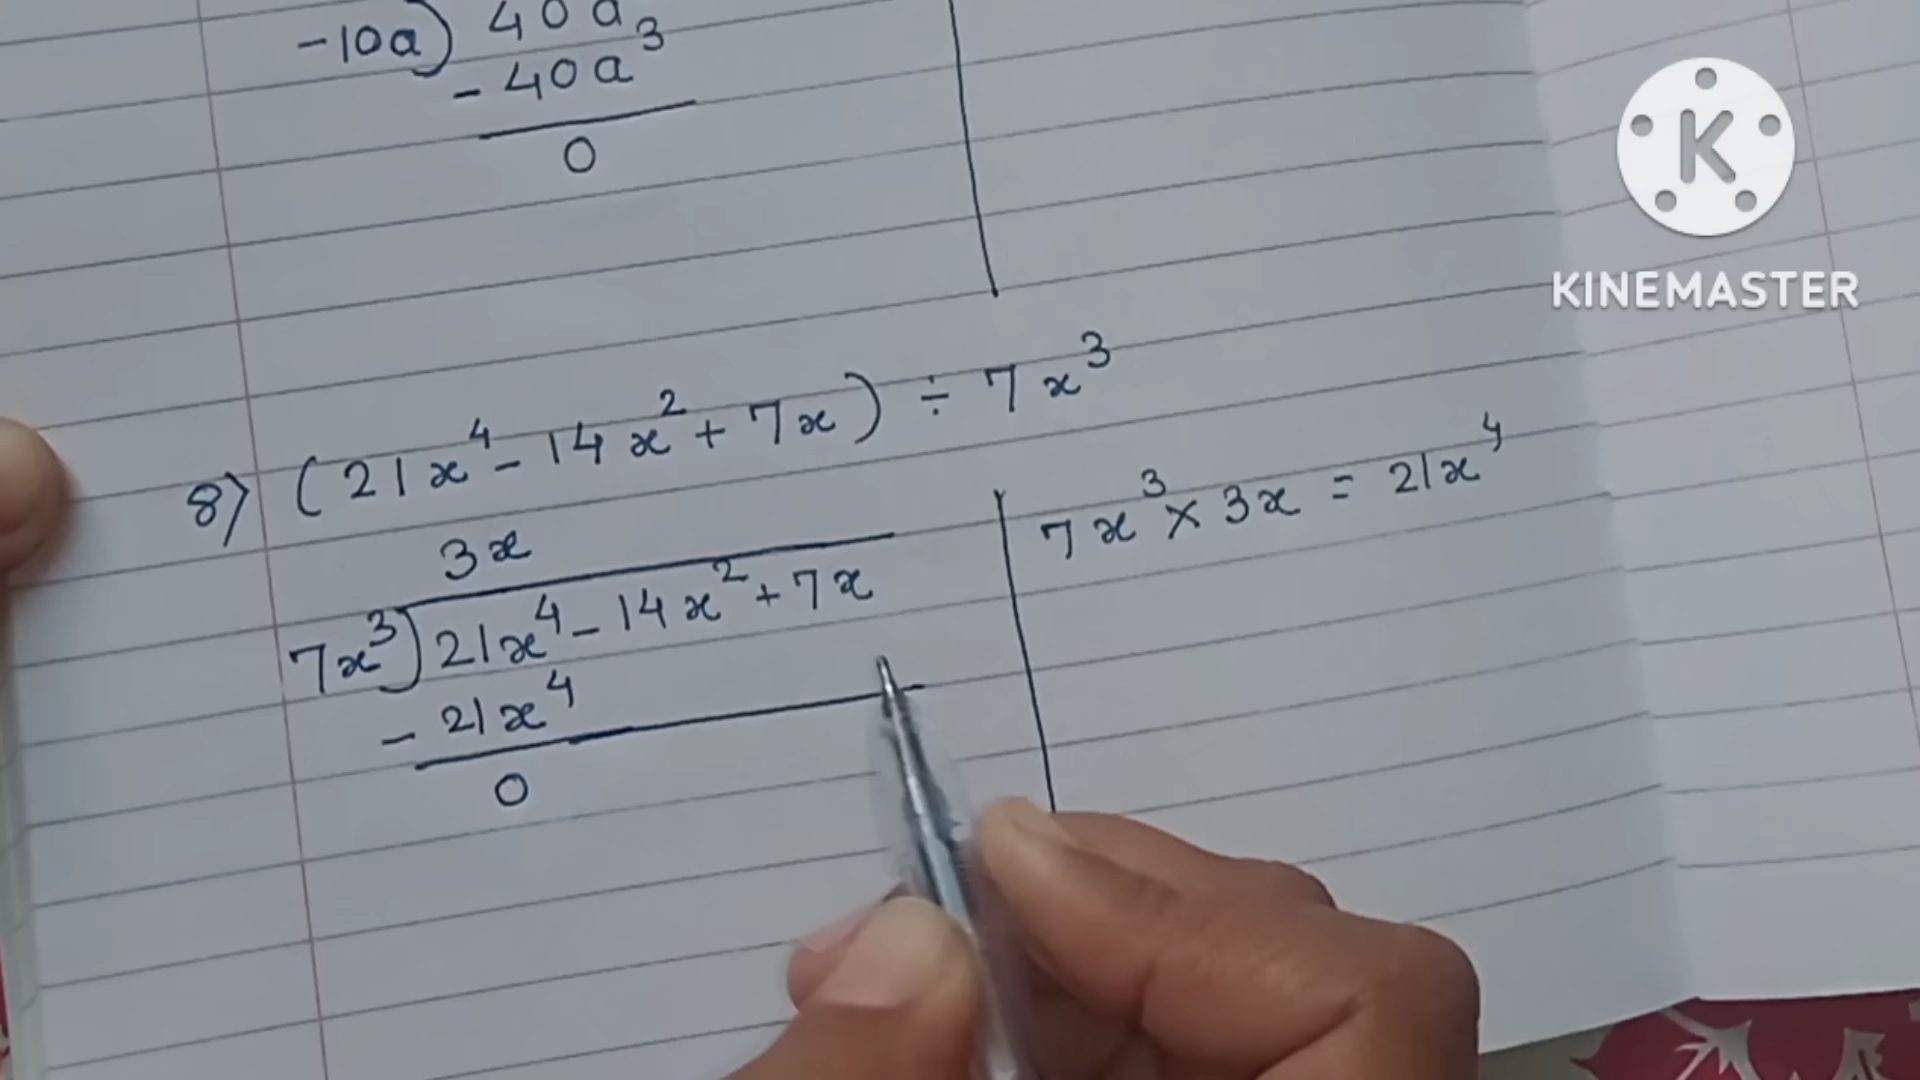 -10a) 40a
- 40a³
0
8) (21x⁴ - 14x² + 7x) ÷ 7x³
3x
7x³) 21x⁴ - 14x² + 7x
- 21x⁴
0
7x³ × 3x = 21x⁴
K
KINEMASTER